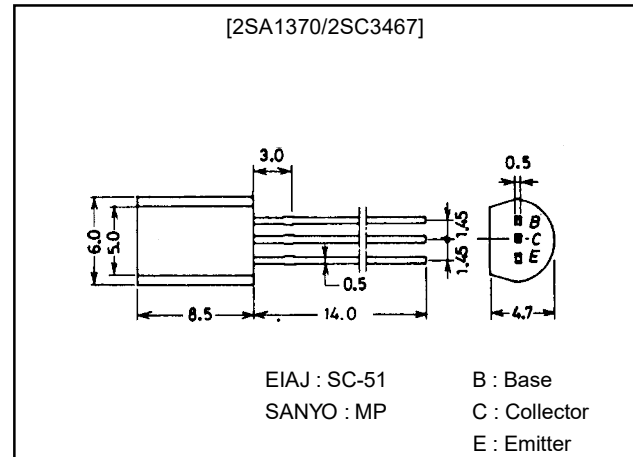 [2SA1370/2SC3467]
3.0
0.5
6.0
5.0
B
C
E
1.45
1.45
0.5
8.5
14.0
4.7
EIAJ : SC-51
B : Base
SANYO : MP
C : Collector
E : Emitter